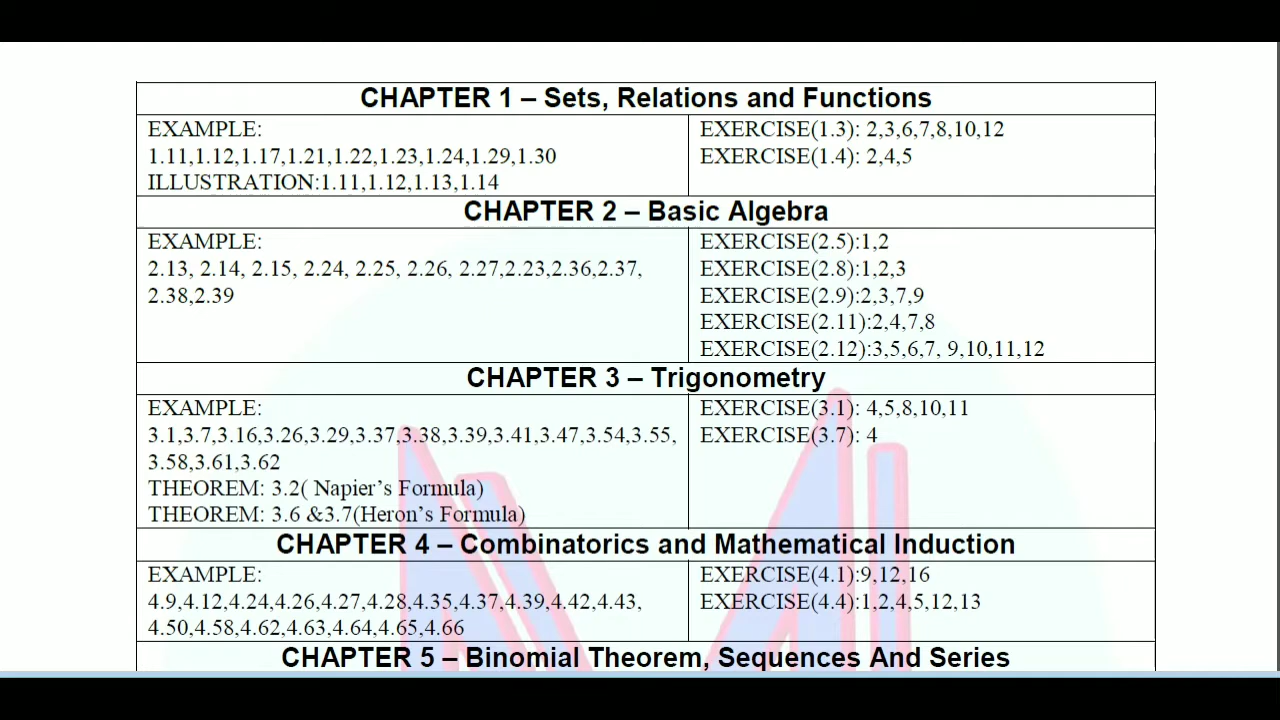 CHAPTER 1 – Sets, Relations and Functions
EXAMPLE:
1.11,1.12,1.17,1.21,1.22,1.23,1.24,1.29,1.30
ILLUSTRATION:1.11,1.12,1.13,1.14
EXERCISE(1.3): 2,3,6,7,8,10,12
EXERCISE(1.4): 2,4,5
CHAPTER 2 – Basic Algebra
EXAMPLE:
2.13, 2.14, 2.15, 2.24, 2.25, 2.26, 2.27,2.23,2.36,2.37,
2.38,2.39
EXERCISE(2.5):1,2
EXERCISE(2.8):1,2,3
EXERCISE(2.9):2,3,7,9
EXERCISE(2.11):2,4,7,8
EXERCISE(2.12):3,5,6,7, 9,10,11,12
CHAPTER 3 – Trigonometry
EXAMPLE:
3.1,3.7,3.16,3.26,3.29,3.37,3.38,3.39,3.41,3.47,3.54,3.55,
3.58,3.61,3.62
THEOREM: 3.2( Napier’s Formula)
THEOREM: 3.6 &3.7(Heron’s Formula)
EXERCISE(3.1): 4,5,8,10,11
EXERCISE(3.7): 4
CHAPTER 4 – Combinatorics and Mathematical Induction
EXAMPLE:
4.9,4.12,4.24,4.26,4.27,4.28,4.35,4.37,4.39,4.42,4.43,
4.50,4.58,4.62,4.63,4.64,4.65,4.66
EXERCISE(4.1):9,12,16
EXERCISE(4.4):1,2,4,5,12,13
CHAPTER 5 – Binomial Theorem, Sequences And Series